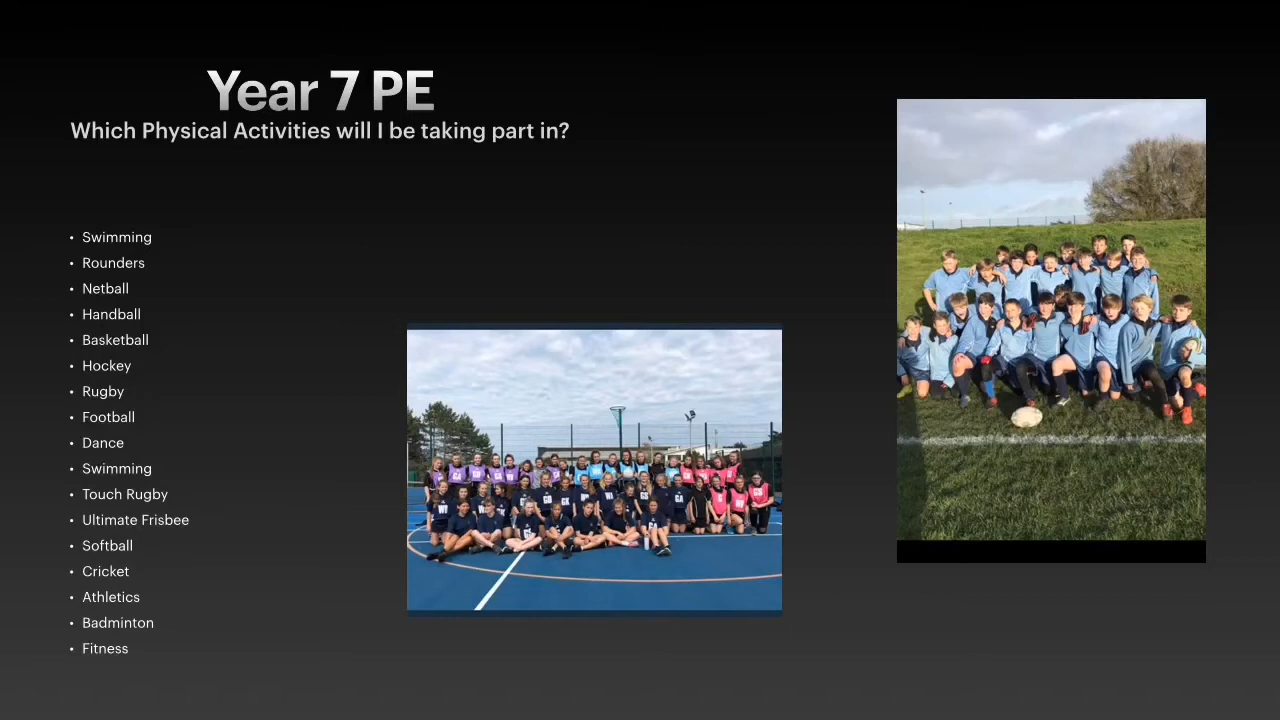 Year 7 PE
Which Physical Activities will I be taking part in?
• Swimming
• Rounders
• Netball
• Handball
• Basketball
• Hockey
• Rugby
• Football
• Dance
• Swimming
• Touch Rugby
• Ultimate Frisbee
• Softball
• Cricket
• Athletics
• Badminton
• Fitness